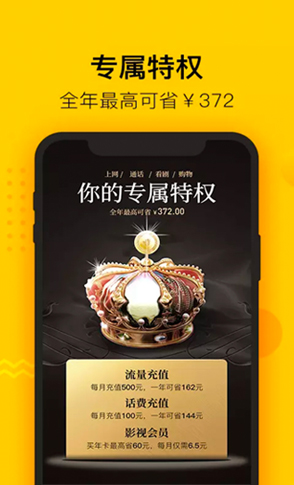 专属特权
全年最高可省￥372
上网/ 通话/ 看剧/购物
你的专属特权
全年最高可省￥372.00
流量充值
每月充值500元，一年可省162元
话费充值
每月充值100元，一年可省144元
影视会员
买年卡最高省60元，每月仅需6.5元